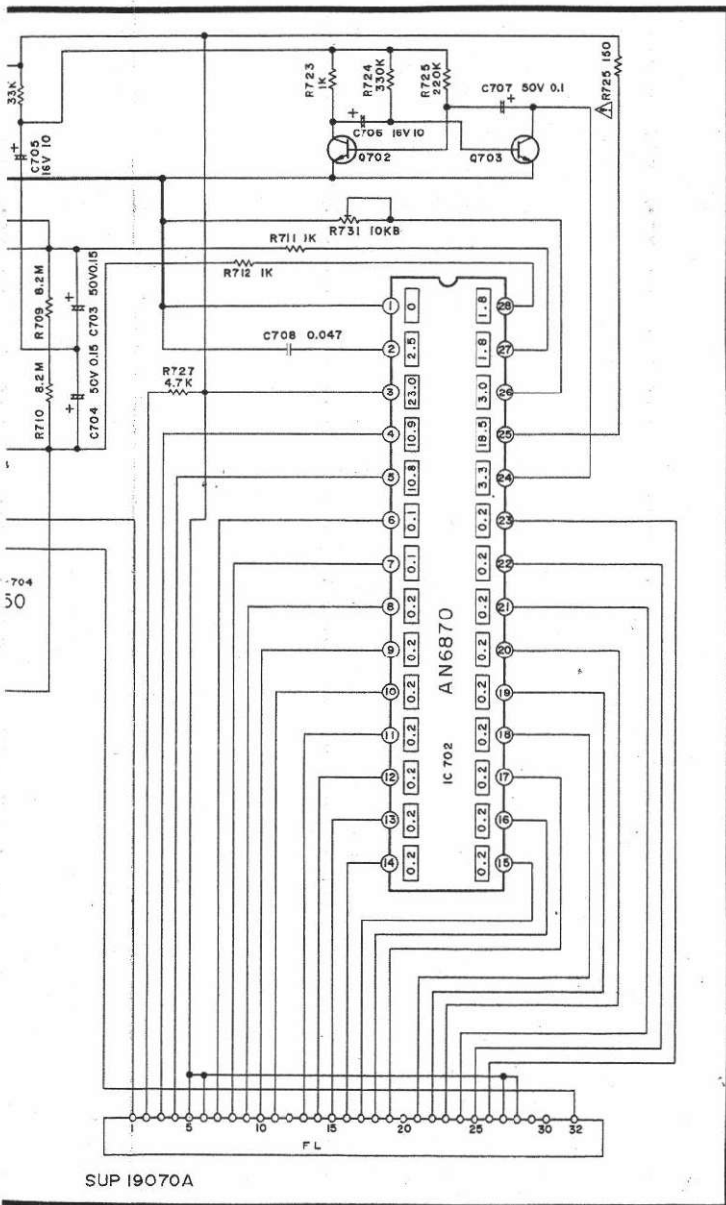 33K
C705
16V 10
R723
1K
R724
330K
R725
220K
C706 16V 10
C707 50V 0.1
R725 150
Q702
Q703
R731 10KB
R711 1K
R712 1K
R709 8.2M
C703 50V 0.15
R710 8.2M
C704 50V 0.15
C708 0.047
R727
4.7K
1 0 1.8 28
2 2.5 1.8 27
3 23.0 3.0 26
4 10.9 18.5 25
5 10.8 3.3 24
6 0.1 0.2 23
7 0.1 0.2 22
8 0.2 0.2 21
9 0.2 0.2 20
10 0.2 0.2 19
11 0.2 0.2 18
12 0.2 0.2 17
13 0.2 0.2 16
14 0.2 0.2 15
AN6870
IC 702
-704
50
1 5 10 15 20 25 30 32
FL
SUP 19070A